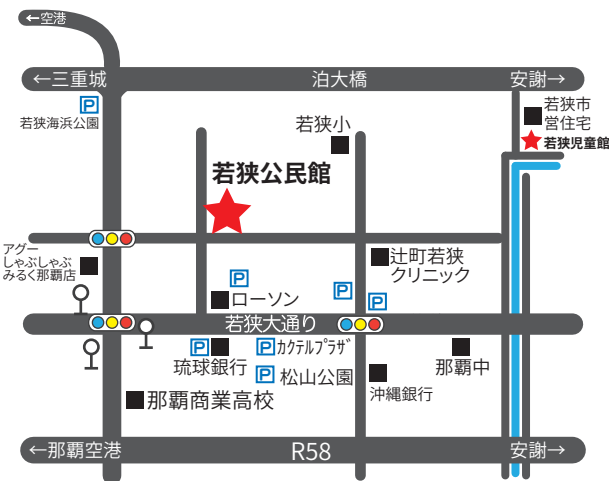 ←空港
←三重城
泊大橋
安謝→
P
若狭海浜公園
若狭小
若狭市
営住宅
若狭児童館
若狭公民館
アグー
しゃぶしゃぶ
みるく那覇店
辻町若狭
クリニック
P
ローソン
P
P
若狭大通り
P
琉球銀行
P
カクテルプラザ
P
松山公園
那覇中
沖縄銀行
那覇商業高校
←那覇空港
R58
安謝→